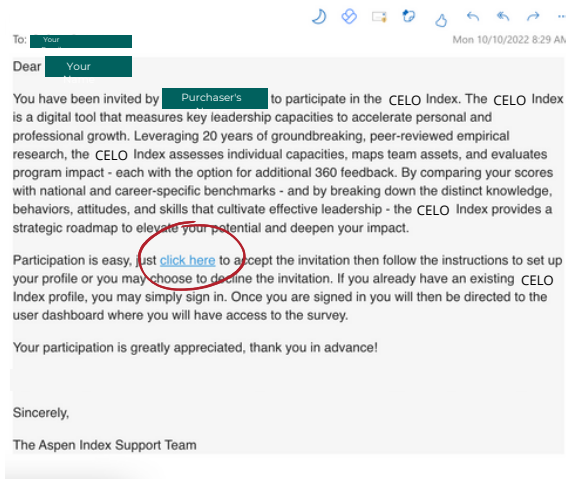 To: Your
Mon 10/10/2022 8:29 AM
Dear Your
You have been invited by Purchaser's to participate in the CELO Index. The CELO Index
is a digital tool that measures key leadership capacities to accelerate personal and
professional growth. Leveraging 20 years of groundbreaking, peer-reviewed empirical
research, the CELO Index assesses individual capacities, maps team assets, and evaluates
program impact - each with the option for additional 360 feedback. By comparing your scores
with national and career-specific benchmarks - and by breaking down the distinct knowledge,
behaviors, attitudes, and skills that cultivate effective leadership - the CELO Index provides a
strategic roadmap to elevate your potential and deepen your impact.
Participation is easy, just click here to accept the invitation then follow the instructions to set up
your profile or you may choose to decline the invitation. If you already have an existing CELO
Index profile, you may simply sign in. Once you are signed in you will then be directed to the
user dashboard where you will have access to the survey.
Your participation is greatly appreciated, thank you in advance!
Sincerely,
The Aspen Index Support Team